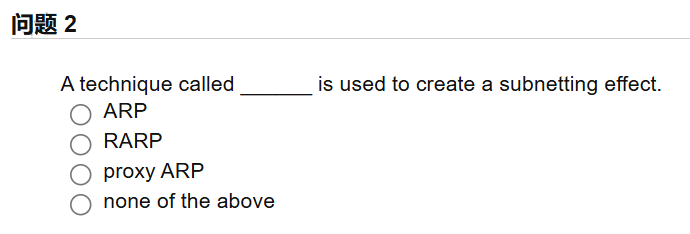 问题 2
A technique called _______ is used to create a subnetting effect.
ARP
RARP
proxy ARP
none of the above